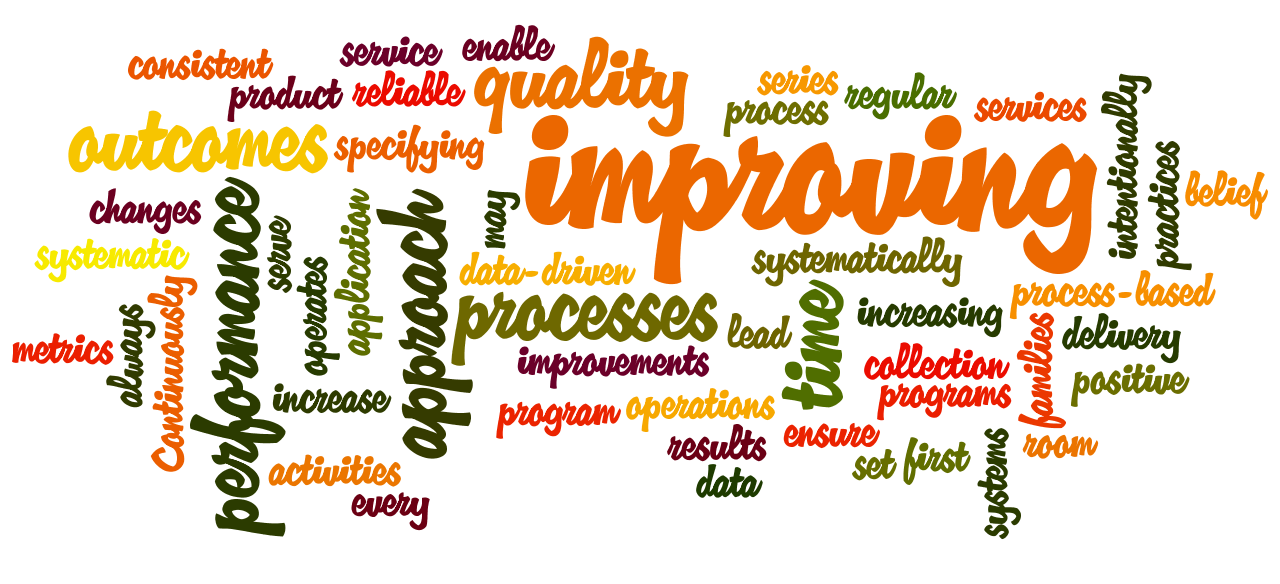 service enable
consistent
product reliable quality
series
process regular services
intentionally
outcomes specifying improving
practices
belief
changes
performance
serve
application
approach
may
systematic
systematically
data-driven
operates
Continuously
processes
process-based
time
increasing
always
lead
families
delivery
metrics
improvements
collection
positive
increase
programs
program operations
results ensure
room
set first
systems
activities
data
every